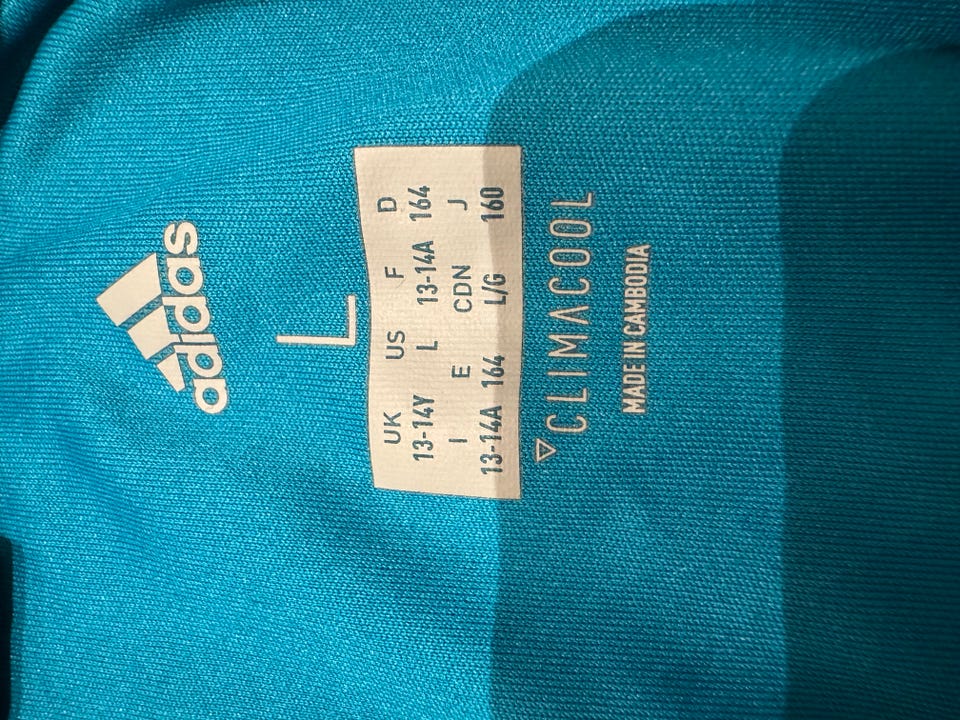 adidas
L
UK US F D
13-14Y L 13-14A 164
I E CDN J
13-14A 164 L/G 160
CLIMACOOL
MADE IN CAMBODIA